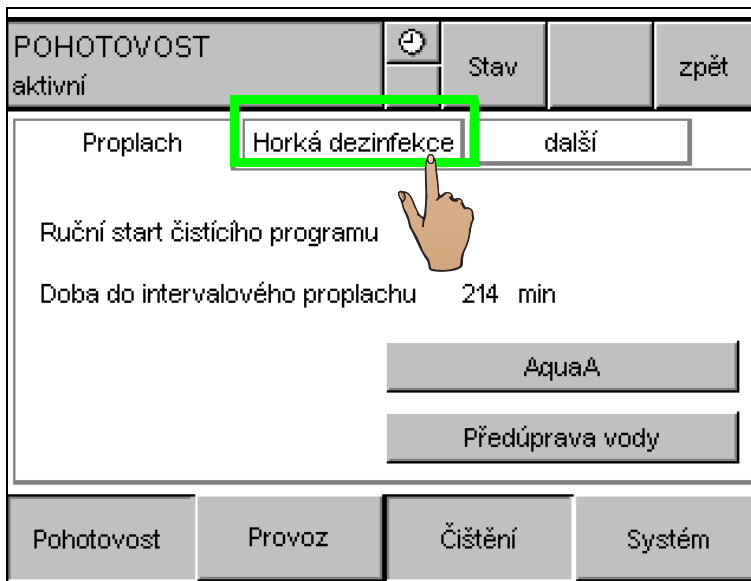 POHOTOVOST
aktivní
Stav
zpět
Proplach
Horká dezinfekce
další
Ruční start čistícího programu
Doba do intervalového proplachu 214 min
AquaA
Předúprava vody
Pohotovost
Provoz
Čištění
Systém